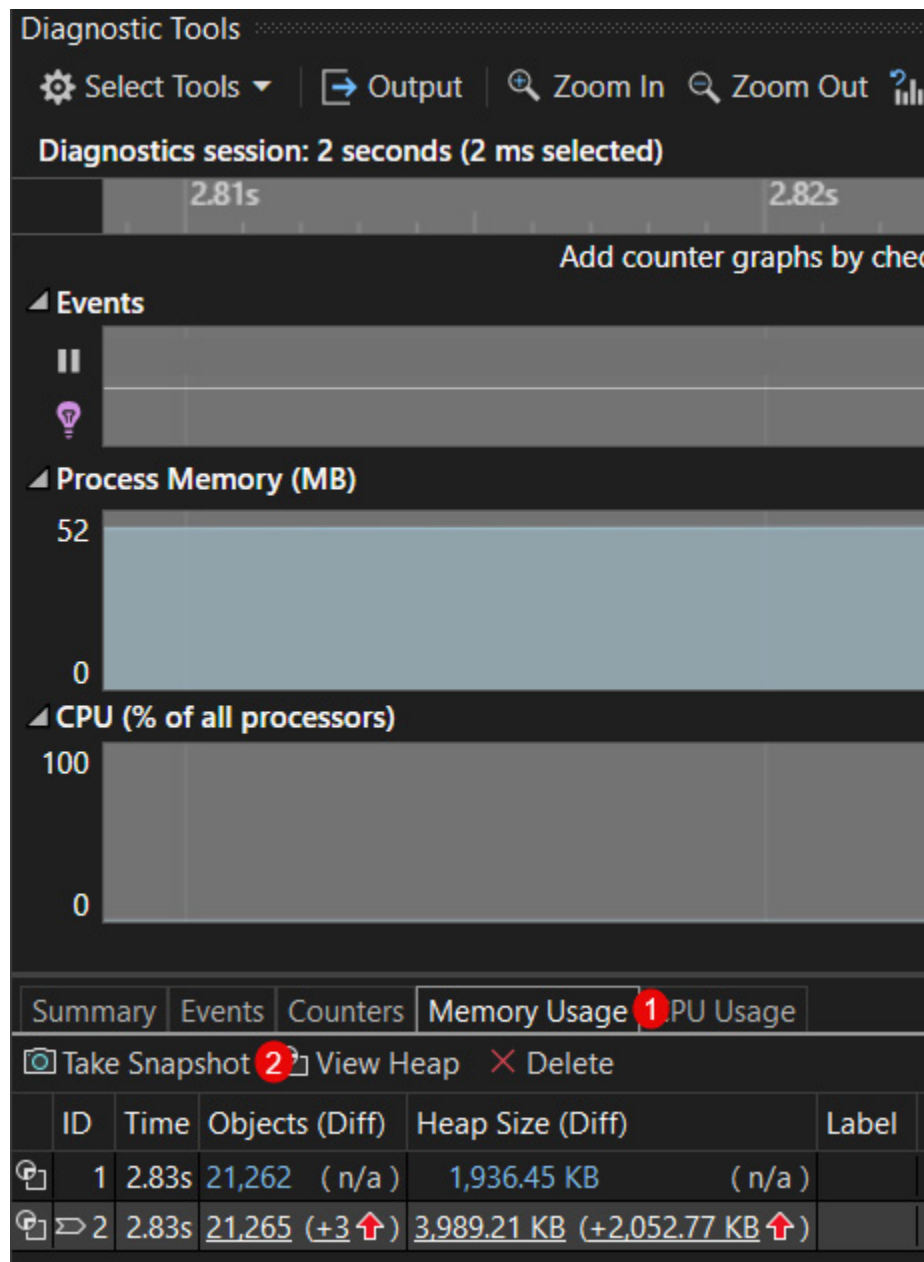 Diagnostic Tools
Select Tools Output Zoom In Zoom Out
Diagnostics session: 2 seconds (2 ms selected)
2.81s 2.82s
Add counter graphs by
Events
Process Memory (MB)
52
0
CPU (% of all processors)
100
0
Summary Events Counters Memory Usage 1 PU Usage
Take Snapshot 2 View Heap Delete
ID Time Objects (Diff) Heap Size (Diff) Label
1 2.83s 21,262 (n/a) 1,936.45 KB (n/a)
2 2.83s 21,265 (+3) 3,989.21 KB (+2,052.77 KB)